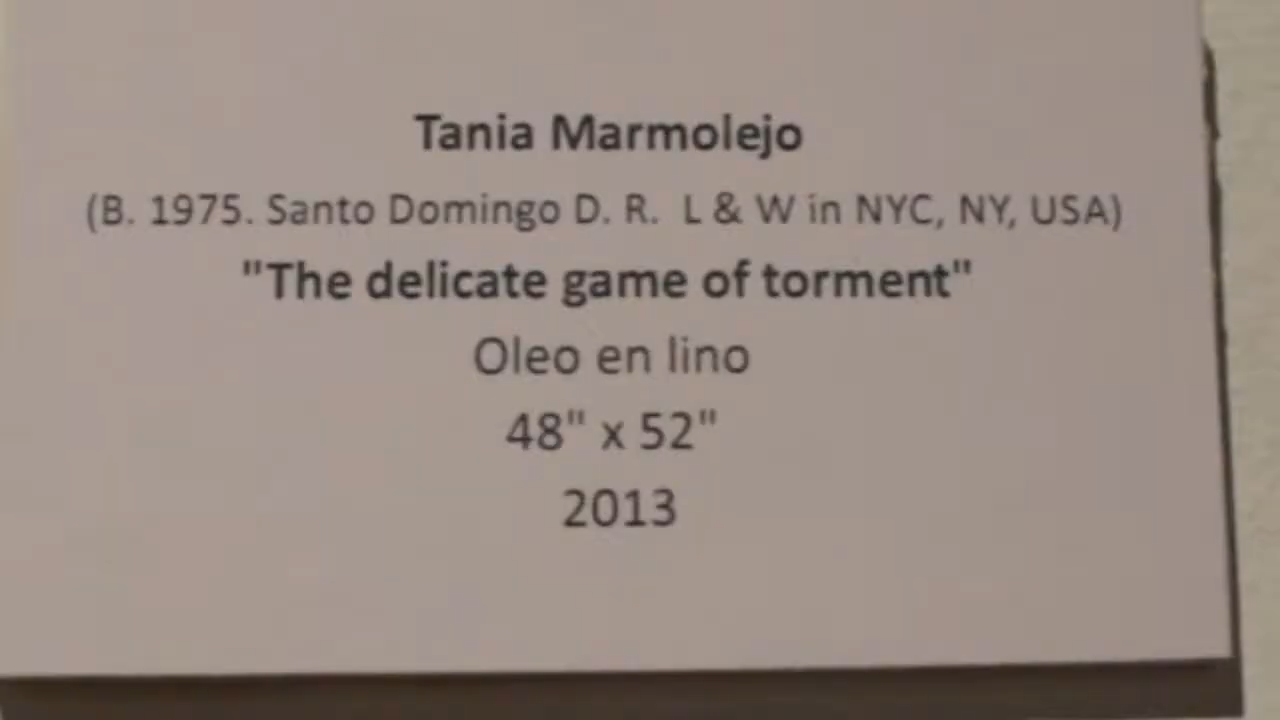 Tania Marmolejo
(B. 1975. Santo Domingo D. R. L & W in NYC, NY, USA)
"The delicate game of torment"
Oleo en lino
48" x 52"
2013